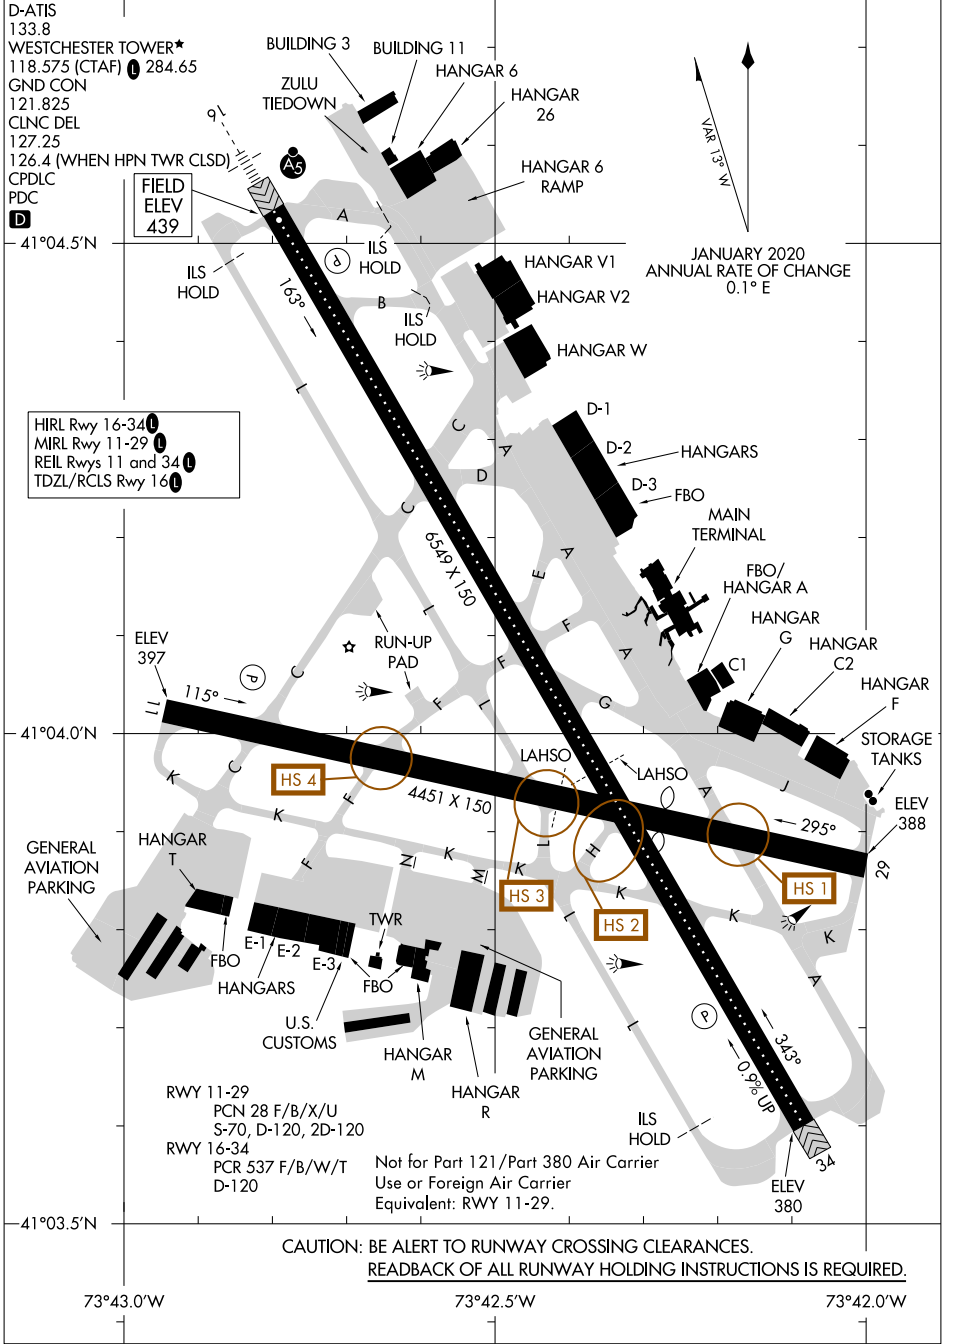 D-ATIS
133.8
WESTCHESTER TOWER★
118.575 (CTAF) L 284.65
GND CON
121.825
CLNC DEL
127.25
126.4 (WHEN HPN TWR CLSD)
CPDLC
PDC
D
16
A5
FIELD
ELEV
439
BUILDING 3
BUILDING 11
ZULU
TIEDOWN
HANGAR 6
HANGAR
26
HANGAR 6
RAMP
VAR 13° W
JANUARY 2020
ANNUAL RATE OF CHANGE
0.1° E
41°04.5'N
ILS
HOLD
A
P
ILS
HOLD
163°
B
ILS
HOLD
HANGAR V1
HANGAR V2
HANGAR W
L
HIRL Rwy 16-34 L
MIRL Rwy 11-29 L
REIL Rwys 11 and 34 L
TDZL/RCLS Rwy 16 L
D-1
D-2
HANGARS
D-3
FBO
C
A
D
C
MAIN
TERMINAL
6549 X 150
A
E
FBO/
HANGAR A
HANGAR
G
HANGAR
C2
HANGAR
F
C1
L
F
A
ELEV
397
RUN-UP
PAD
F
P
C
115°
F
L
G
11
STORAGE
TANKS
41°04.0'N
LAHSO
LAHSO
HS 4
K
C
4451 X 150
F
A
J
ELEV
388
295°
K
HANGAR
T
GENERAL
AVIATION
PARKING
F
N
K
M
K
L
H
K
HS 3
HS 2
HS 1
29
K
K
L
FBO
E-1
E-2
E-3
HANGARS
TWR
FBO
U.S.
CUSTOMS
HANGAR
M
HANGAR
R
GENERAL
AVIATION
PARKING
A
P
L
343°
0.9% UP
RWY 11-29
PCN 28 F/B/X/U
S-70, D-120, 2D-120
RWY 16-34
PCR 537 F/B/W/T
D-120
ILS
HOLD
34
ELEV
380
Not for Part 121/Part 380 Air Carrier
Use or Foreign Air Carrier
Equivalent: RWY 11-29.
41°03.5'N
CAUTION: BE ALERT TO RUNWAY CROSSING CLEARANCES.
READBACK OF ALL RUNWAY HOLDING INSTRUCTIONS IS REQUIRED.
73°43.0'W
73°42.5'W
73°42.0'W